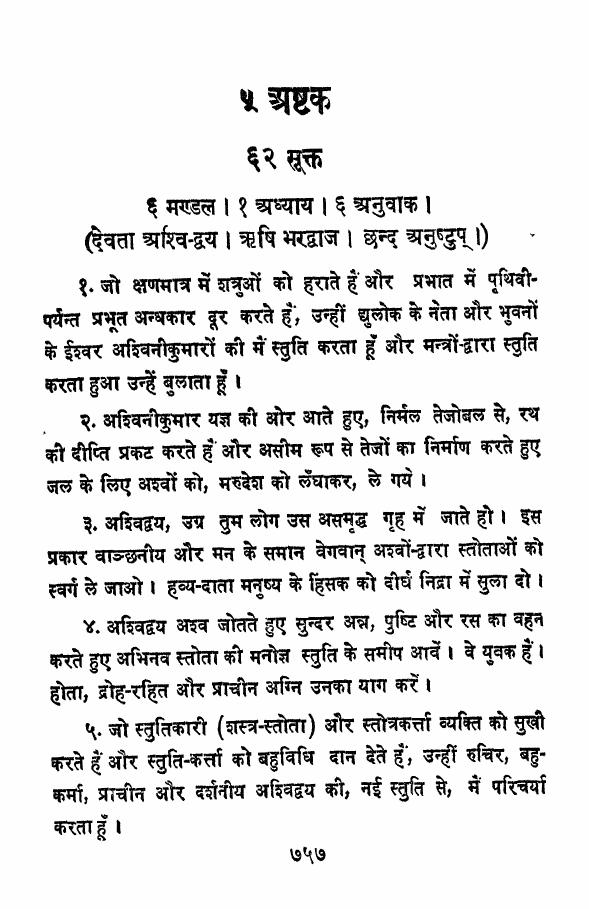 ५ अष्टक
६२ सूक्त
६ मण्डल । १ अध्याय । ६ अनुवाक ।
(देवता अश्वि-द्वय । ऋषि भरद्वाज । छन्द अनुष्टुप् ।)
१. जो क्षणमात्र में शत्रुओं को हराते हैं और प्रभात में पृथिवी-
पर्यन्त प्रभूत अन्धकार दूर करते हैं, उन्हीं द्युलोक के नेता और भुवनों
के ईश्वर अश्विनीकुमारों की मैं स्तुति करता हूँ और मन्त्रों-द्वारा स्तुति
करता हुआ उन्हें बुलाता हूँ ।
२. अश्विनीकुमार यज्ञ की ओर आते हुए, निर्मल तेजोबल से, रथ
की दीप्ति प्रकट करते हैं और असीम रूप से तेजों का निर्माण करते हुए
जल के लिए अश्वों को, मरुदेश को लँघाकर, ले गये ।
३. अश्विद्वय, उग्र तुम लोग उस असमृद्ध गृह में जाते हो । इस
प्रकार वाञ्छनीय और मन के समान वेगवान् अश्वों-द्वारा स्तोताओं को
स्वर्ग ले जाओ । हव्य-दाता मनुष्य के हिंसक को दीर्घ निद्रा में सुला दो ।
४. अश्विद्वय अश्व जोतते हुए सुन्दर अन्न, पुष्टि और रस का वहन
करते हुए अभिनव स्तोता की मनोज्ञ स्तुति के समीप आवें । वे युवक हैं ।
होता, द्रोह-रहित और प्राचीन अग्नि उनका याग करें ।
५. जो स्तुतिकारी (शस्त्र-स्तोता) और स्तोत्रकर्त्ता व्यक्ति को सुखी
करते हैं और स्तुति-कर्त्ता को बहुविधि दान देते हैं, उन्हीं रुचिर, बहु-
कर्मा, प्राचीन और दर्शनीय अश्विद्वय की, नई स्तुति से, मैं परिचर्या
करता हूँ ।
७५७